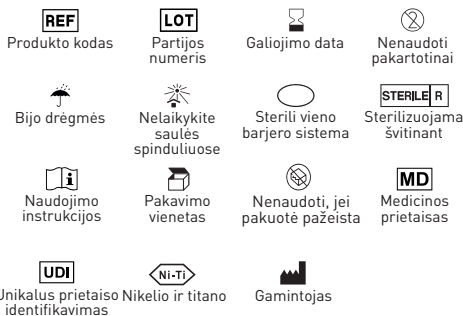 REF
LOT
Produkto kodas
Partijos
numeris
Galiojimo data
Nenaudoti
pakartotinai
2
STERILE R
Bijo drėgmės
Nelaikykite
saulės
spinduliuose
Sterili vieno
barjero sistema
Sterilizuojama
švitinant
i
MD
Naudojimo
instrukcijos
Pakavimo
vienetas
Nenaudoti, jei
pakuotė pažeista
Medicinos
prietaisas
UDI
Ni-Ti
Unikalus prietaiso
identifikavimas
Nikelio ir titano
Gamintojas